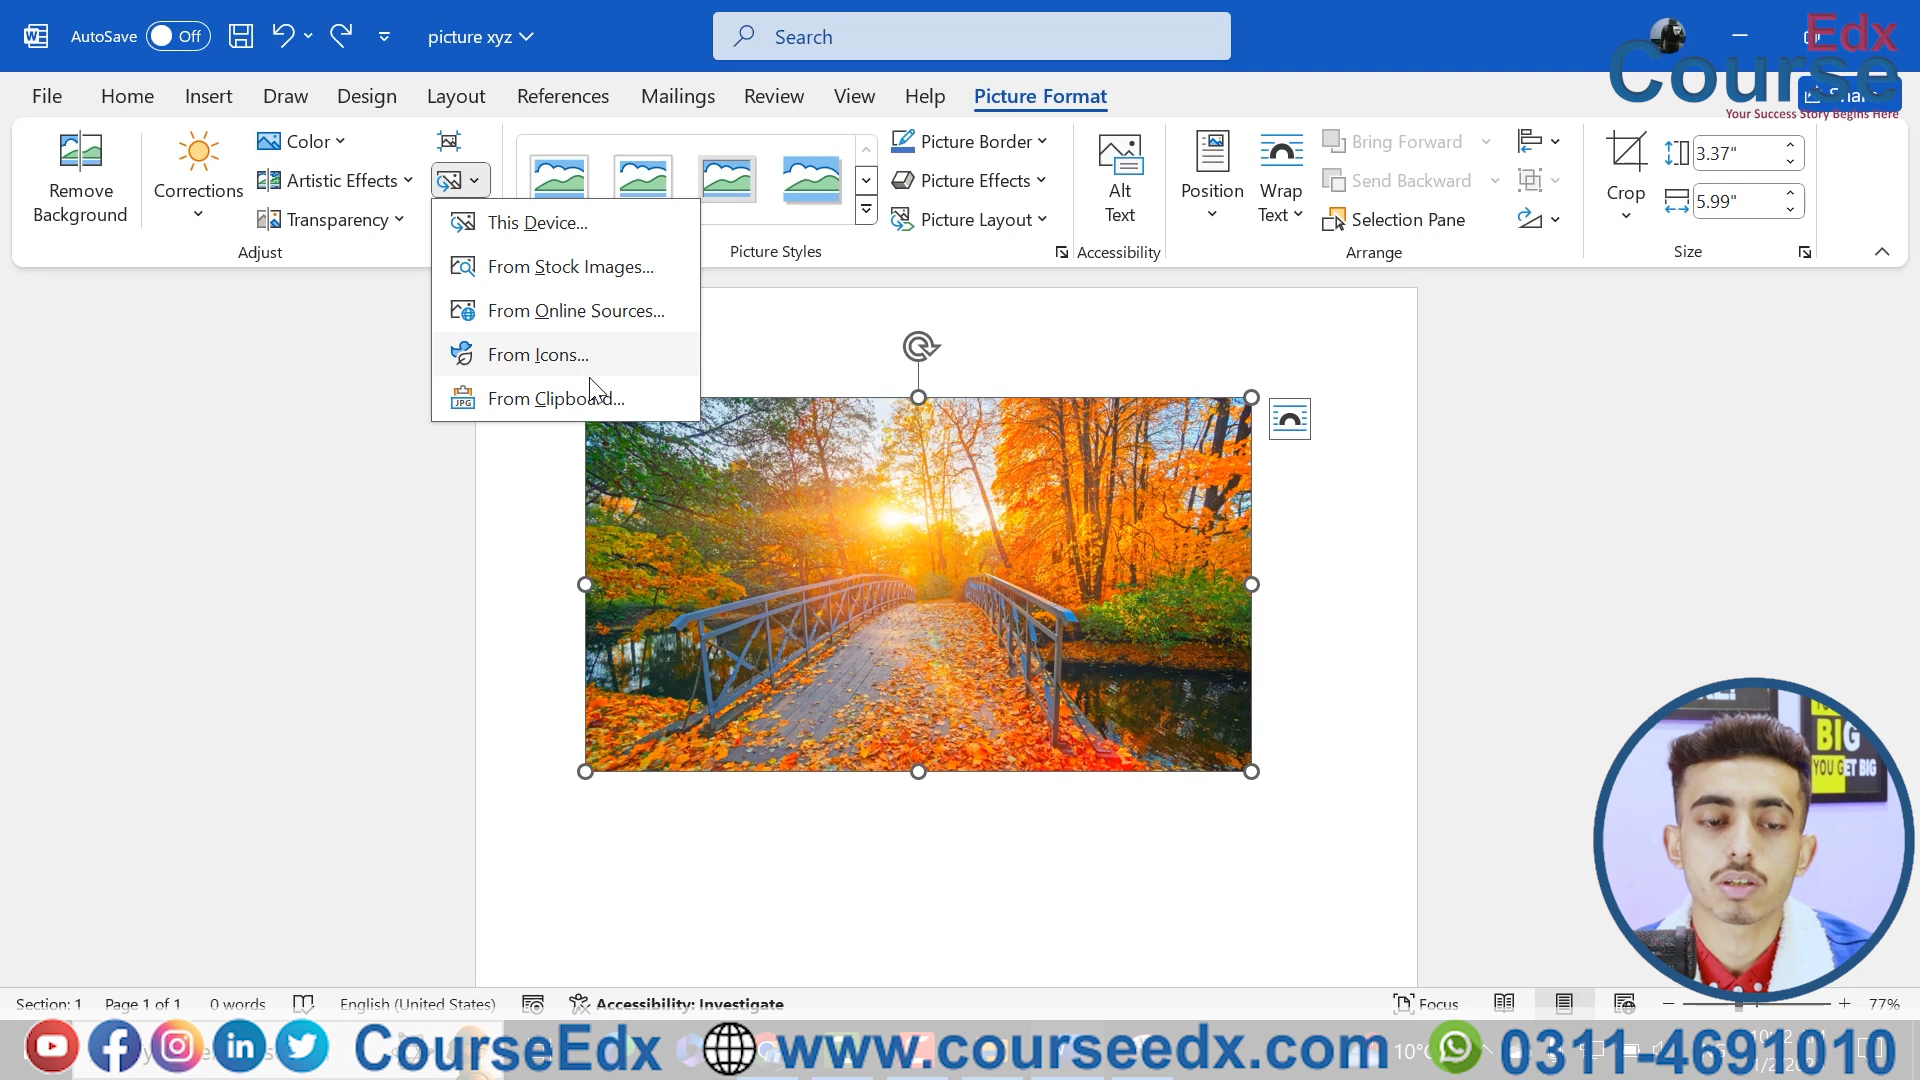 AutoSave Off picture xyz Search
Edx
Course
Your Success Story Begins Here
File Home Insert Draw Design Layout References Mailings Review View Help Picture Format
Remove Background
Corrections
Color
Artistic Effects
Transparency
Adjust
This Device...
From Stock Images...
From Online Sources...
From Icons...
JPG From Clipboard...
Picture Styles
Picture Border
Picture Effects
Picture Layout
Alt Text
Accessibility
Position
Wrap Text
Bring Forward
Send Backward
Selection Pane
Arrange
Crop
3.37"
5.99"
Size
BIG
YOU GET BIG
Section: 1 Page 1 of 1 0 words English (United States) Accessibility: Investigate Focus 77%
CourseEdx www.courseedx.com 0311-4691010
10°C